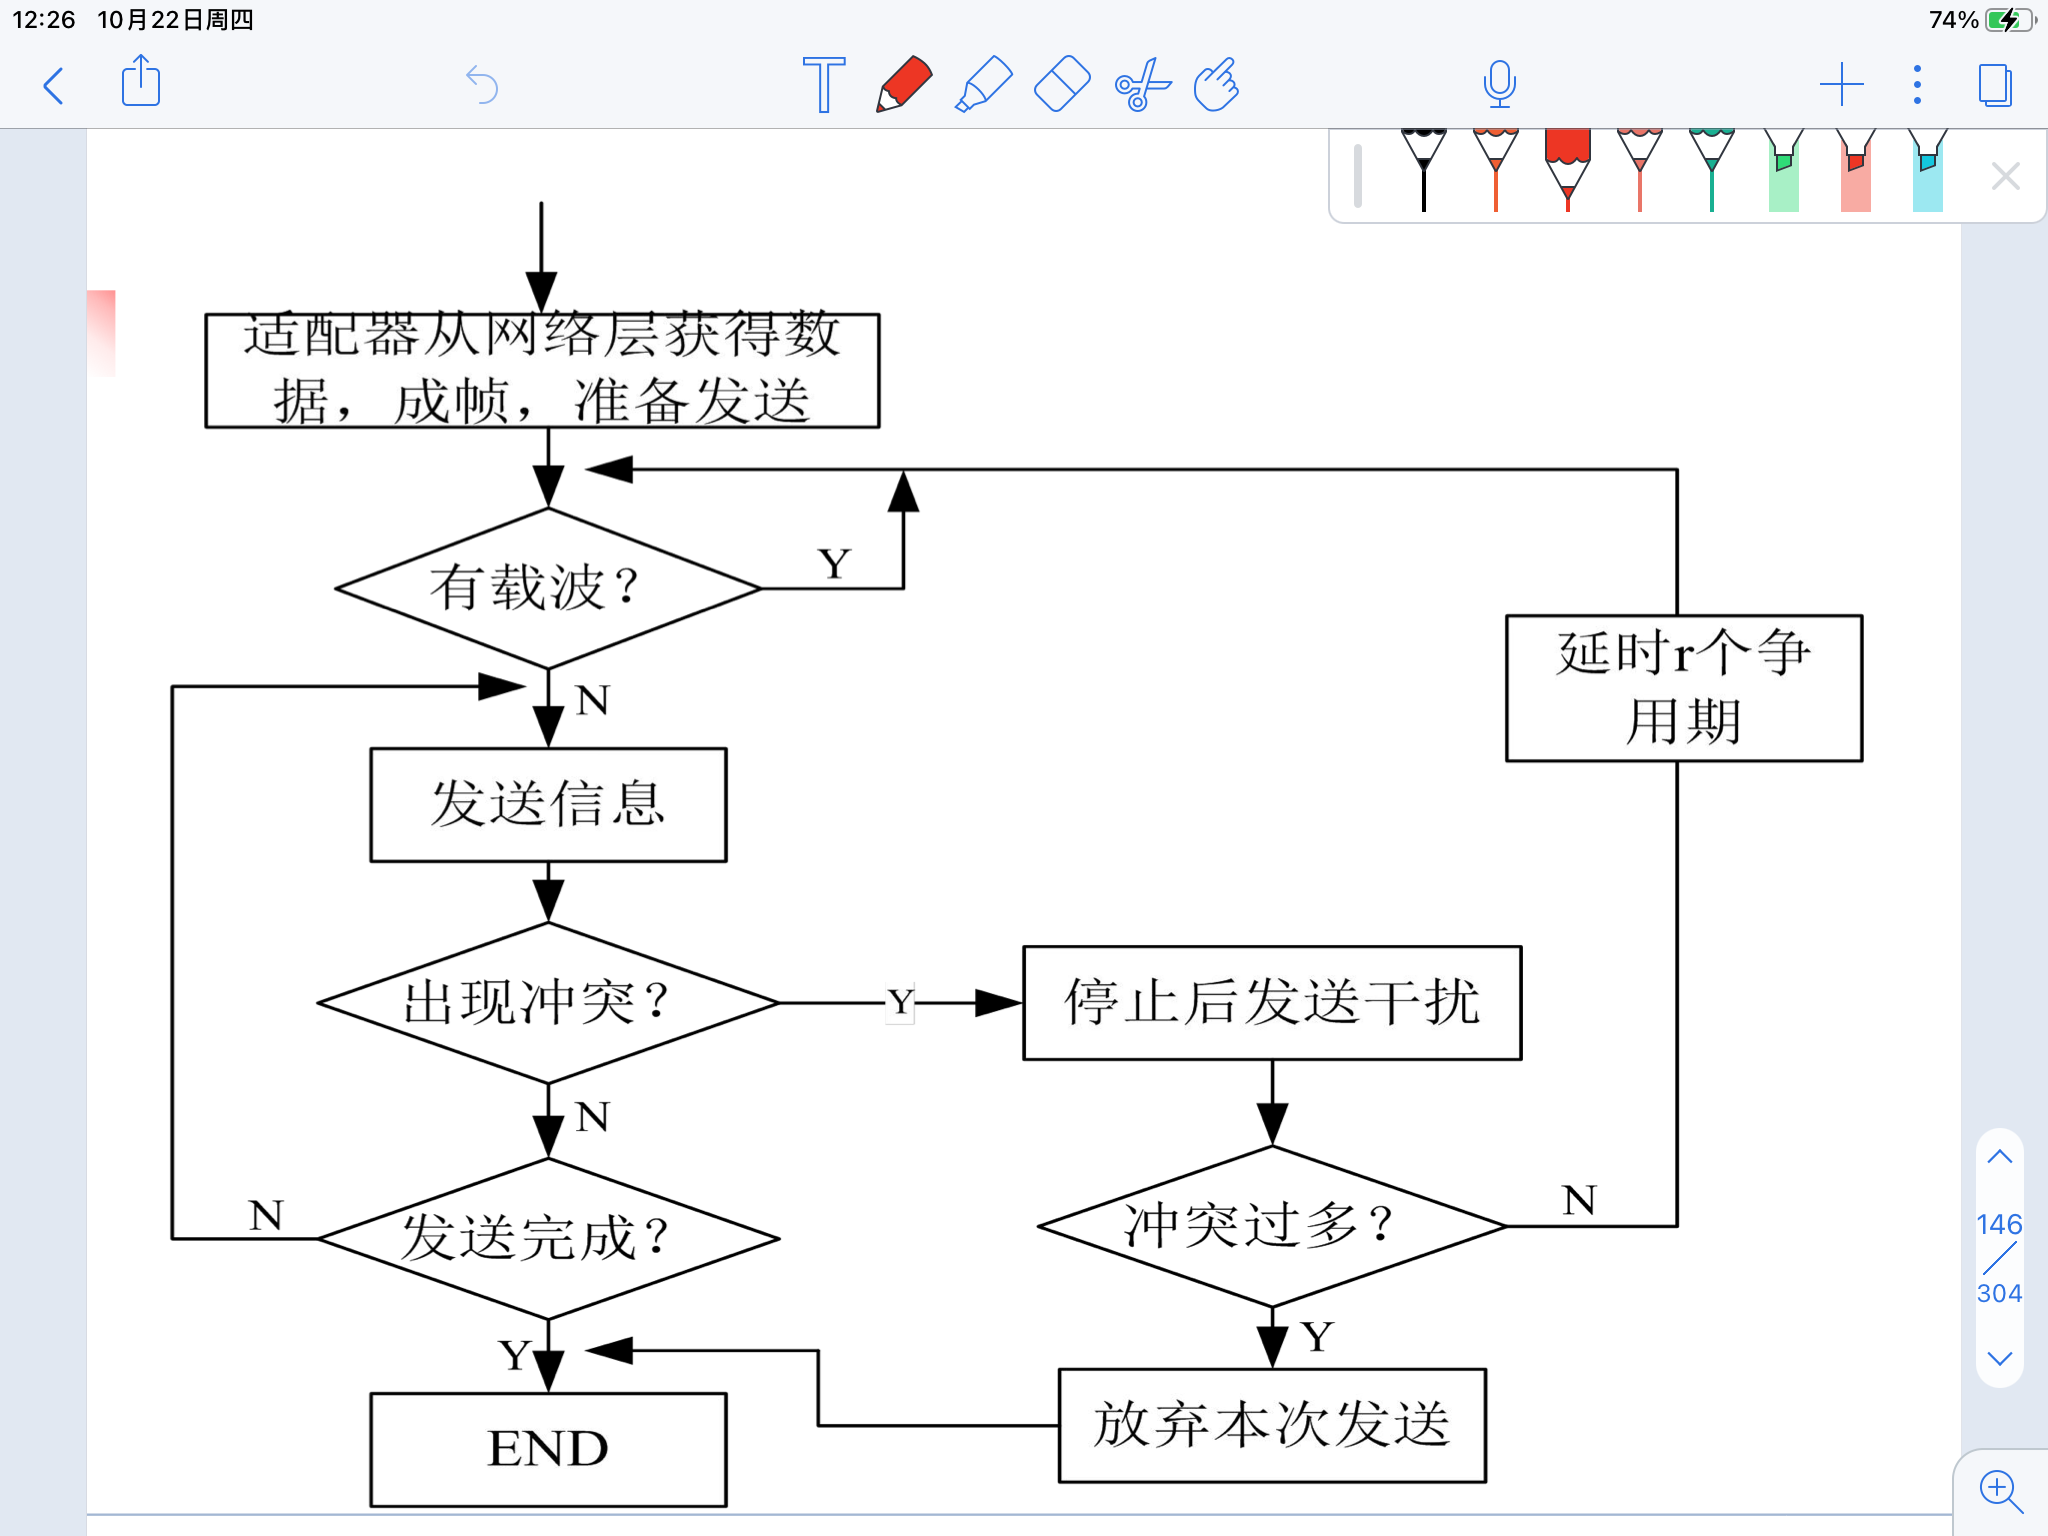 12:26 10月22日周四
74%
适配器从网络层获得数
据，成帧，准备发送
有载波？
Y
N
延时r个争
用期
发送信息
出现冲突？
Y
停止后发送干扰
N
发送完成？
N
冲突过多？
N
Y
Y
放弃本次发送
END
146
304